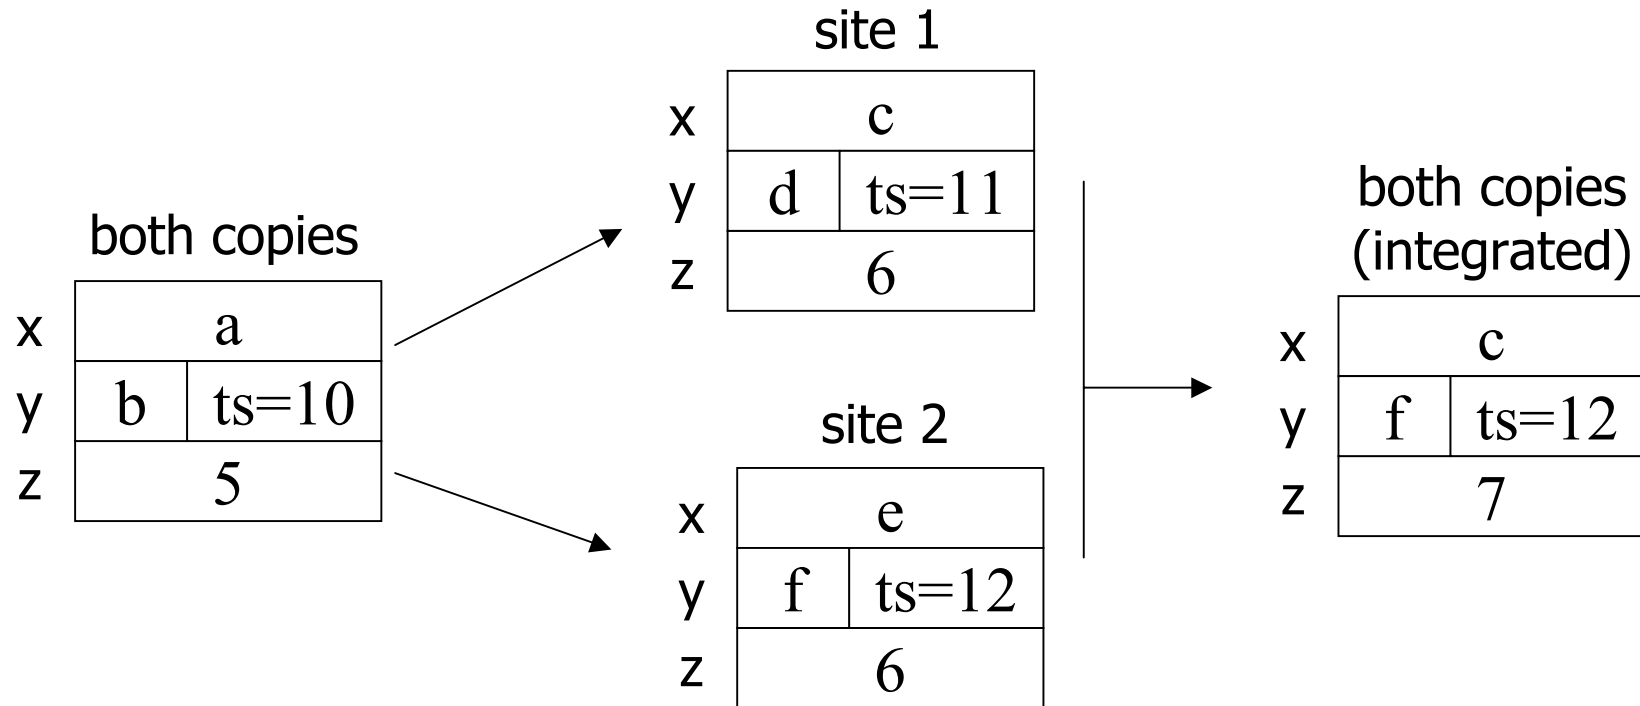 both copies
x a
y b ts=10
z 5
site 1
x c
y d ts=11
z 6
site 2
x e
y f ts=12
z 6
both copies
(integrated)
x c
y f ts=12
z 7